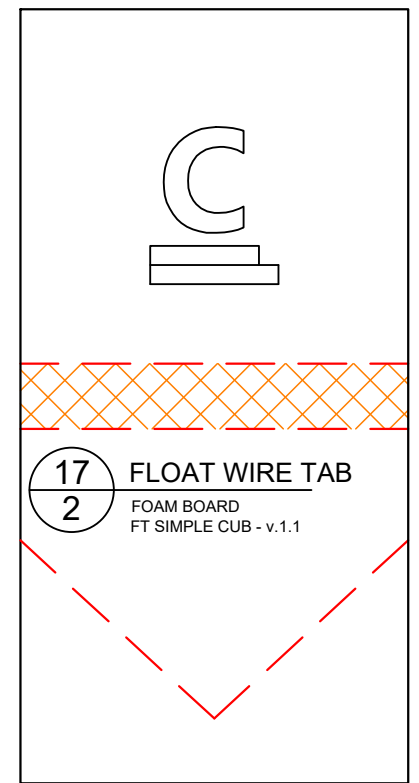 C
17
2
FLOAT WIRE TAB
FOAM BOARD
FT SIMPLE CUB - v.1.1